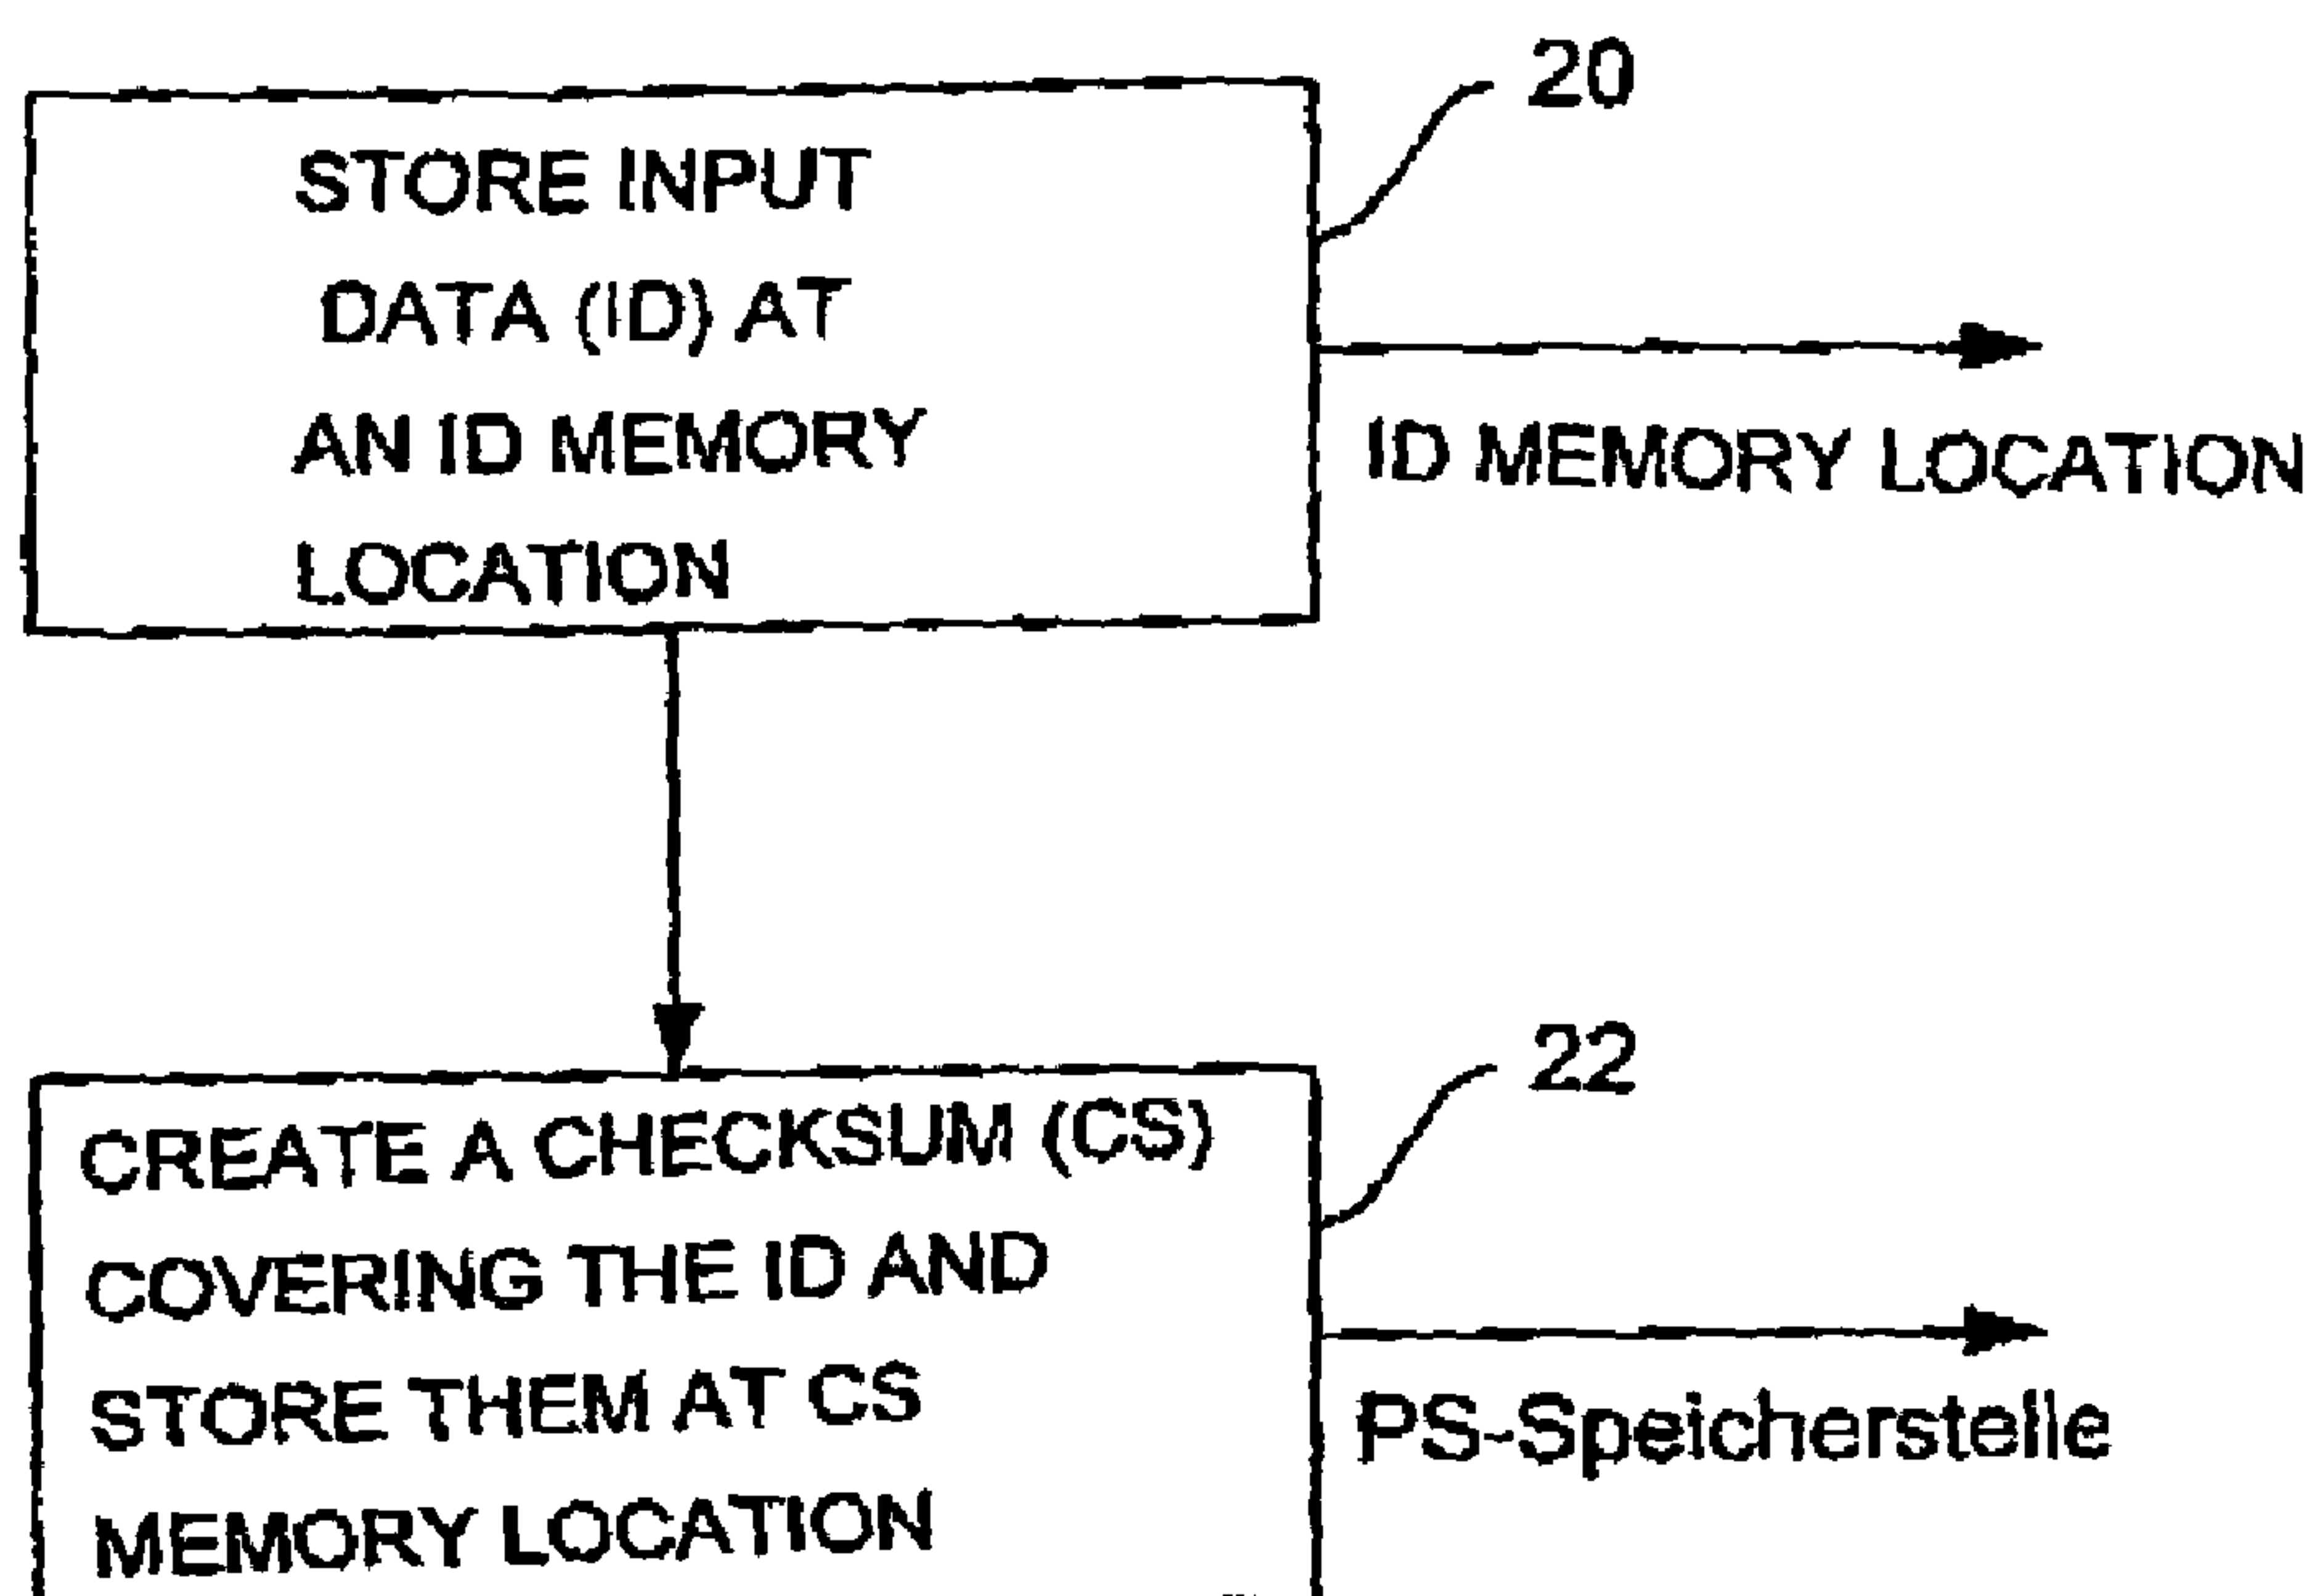 20
STORE INPUT
DATA (ID) AT
AN ID MEMORY
LOCATION
ID MEMORY LOCATION
22
CREATE A CHECKSUM (CS)
COVERING THE ID AND
STORE THEM AT CS
MEMORY LOCATION
PS-Speicherstelle